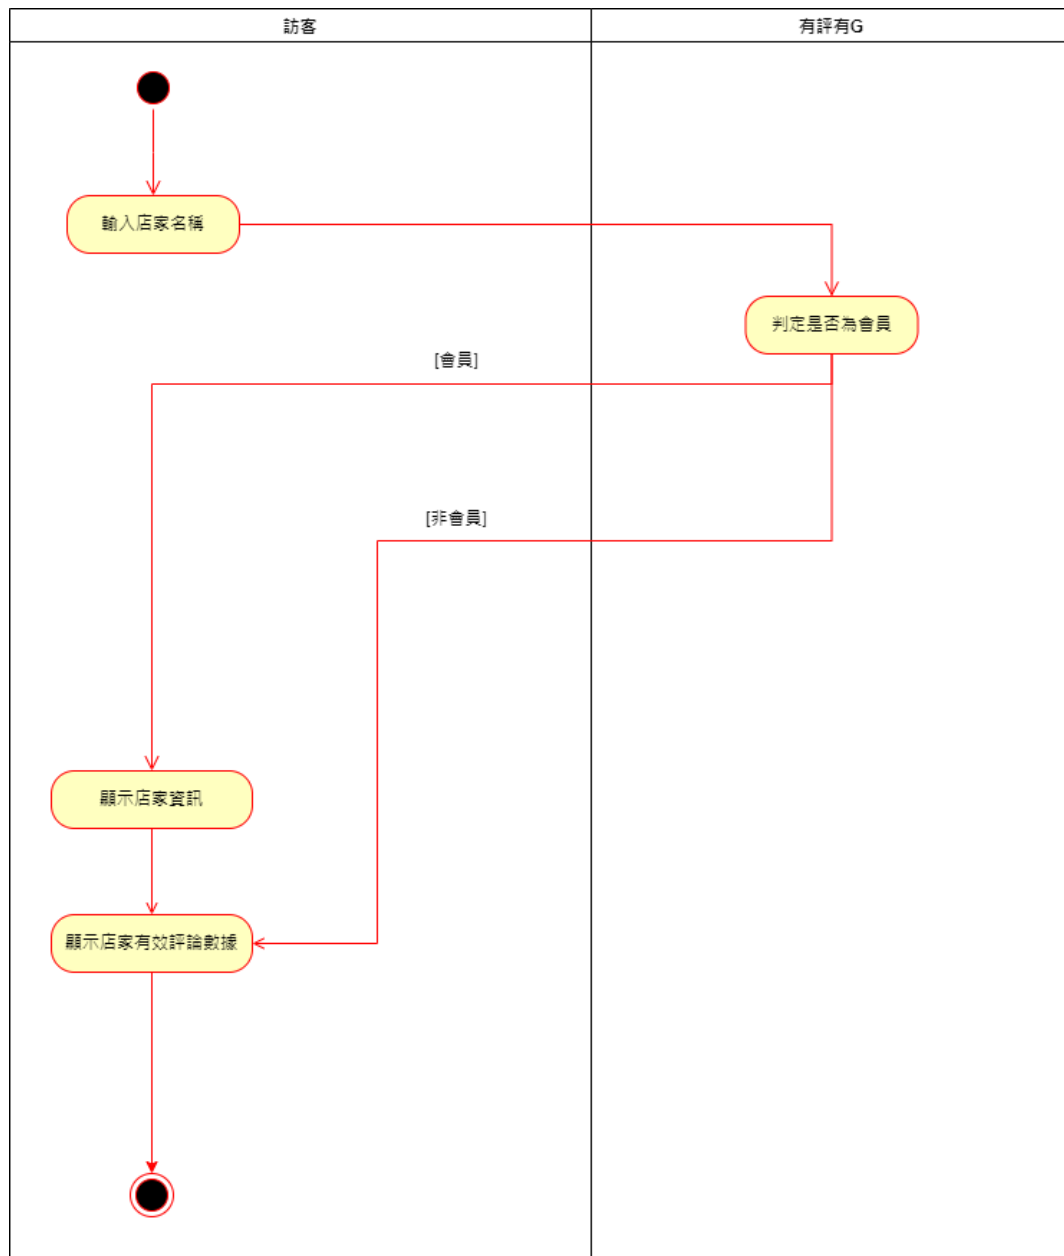 訪客
有評有G
輸入店家名稱
判定是否為會員
[會員]
[非會員]
顯示店家資訊
顯示店家有效評論數據